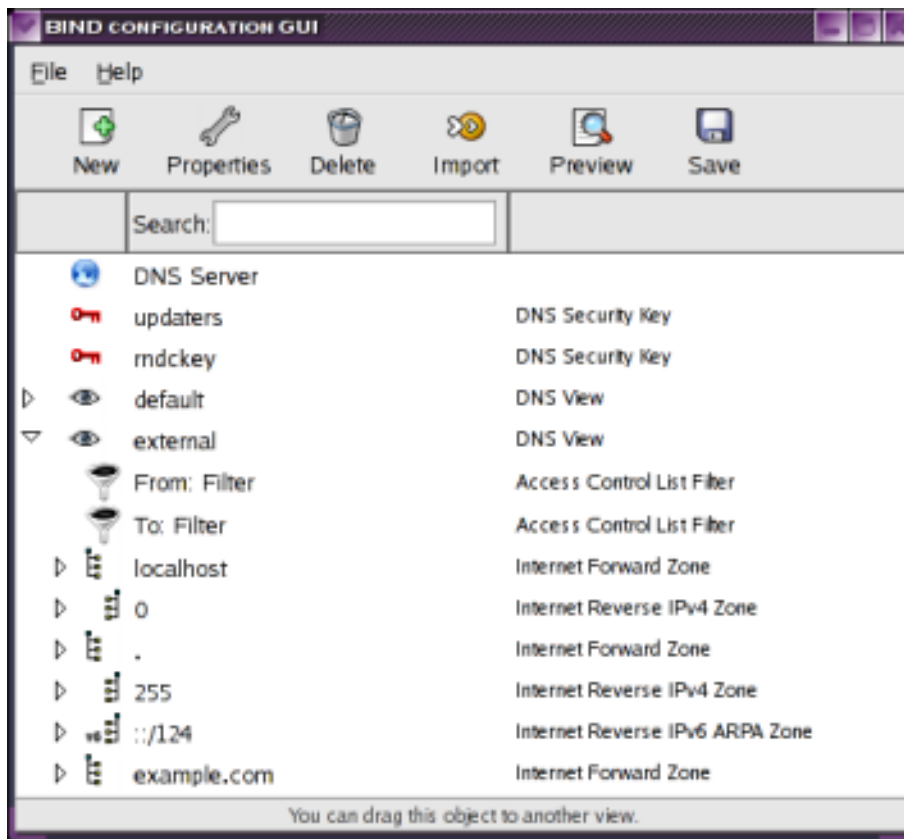 BIND CONFIGURATION GUI
File Help
New Properties Delete Import Preview Save
Search:
DNS Server
updaters DNS Security Key
rndckey DNS Security Key
default DNS View
external DNS View
From: Filter Access Control List Filter
To: Filter Access Control List Filter
localhost Internet Forward Zone
0 Internet Reverse IPv4 Zone
. Internet Forward Zone
255 Internet Reverse IPv4 Zone
v6 ::/124 Internet Reverse IPv6 ARPA Zone
example.com Internet Forward Zone
You can drag this object to another view.